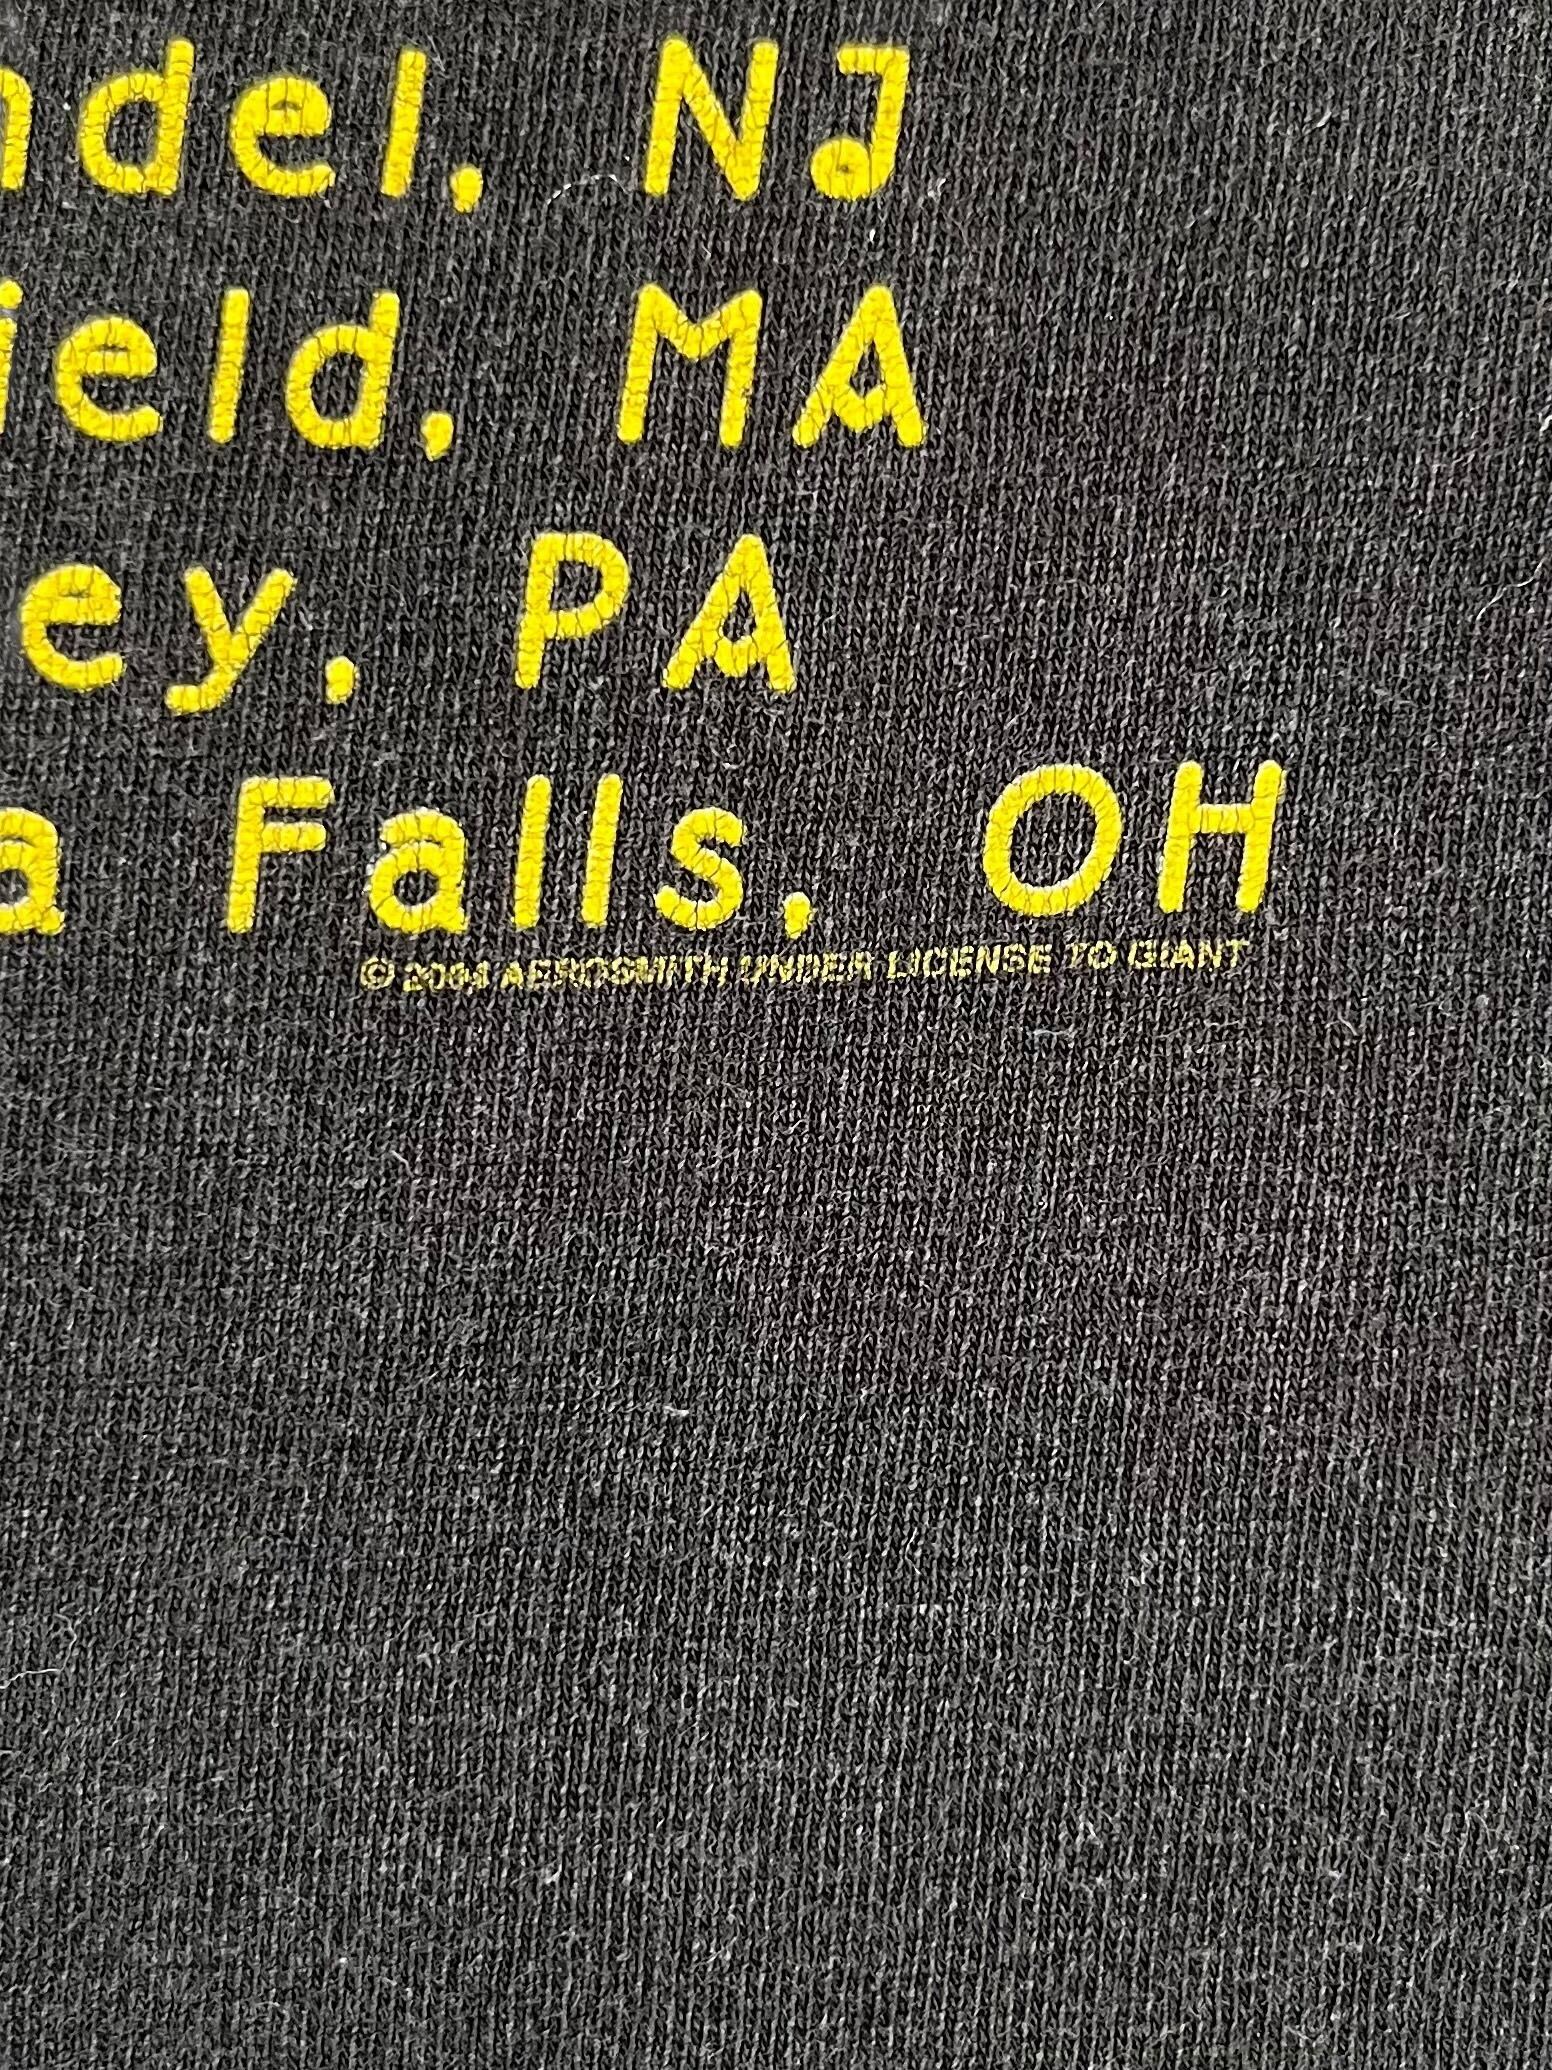 ndel, NJ
ield, MA
ey, PA
a Falls, OH
© 2004 AEROSMITH UNDER LICENSE TO GIANT